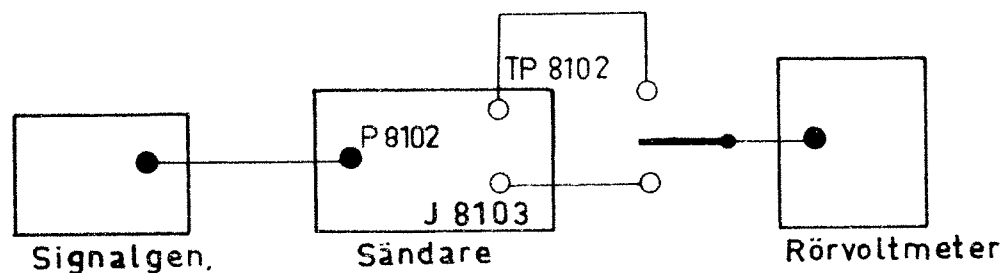 TP 8102
P 8102
J 8103
Signalgen,
Sändare
Rörvoltmeter